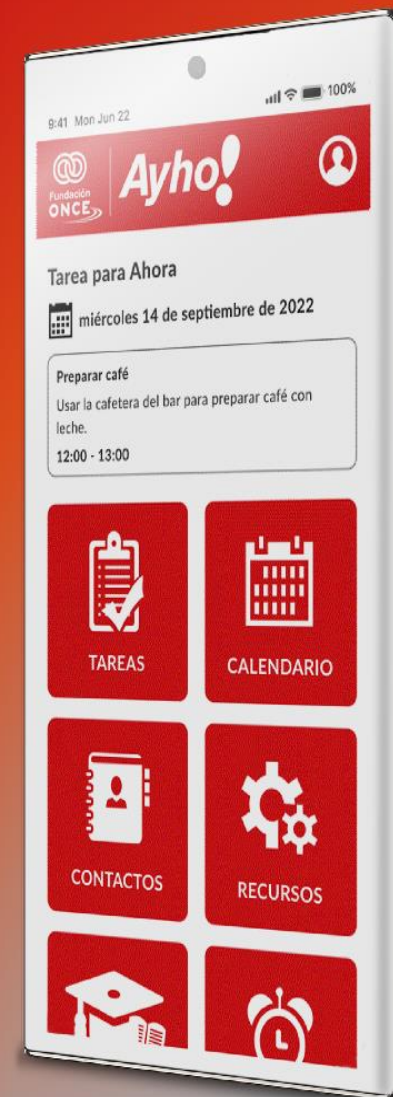 9:41 Mon Jun 22
100%
Fundación
ONCE
Ayho!
Tarea para Ahora
miércoles 14 de septiembre de 2022
Preparar café
Usar la cafetera del bar para preparar café con
leche.
12:00 - 13:00
TAREAS
CALENDARIO
CONTACTOS
RECURSOS